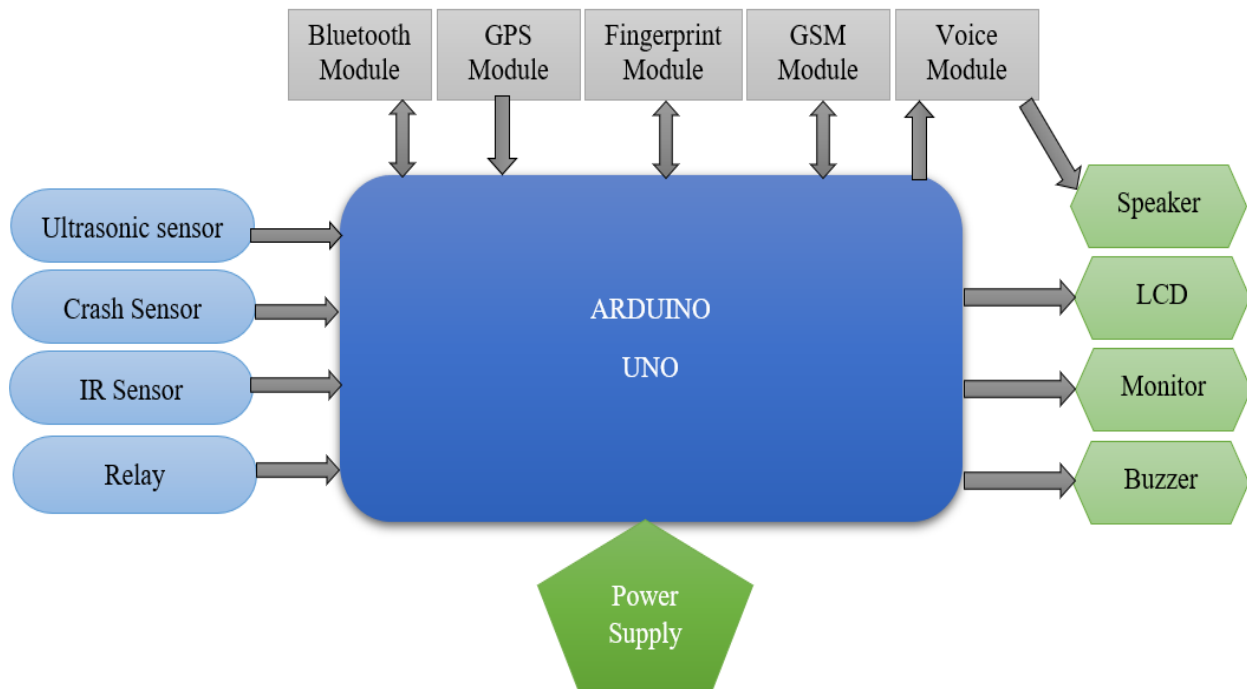 Bluetooth
Module
GPS
Module
Fingerprint
Module
GSM
Module
Voice
Module
Ultrasonic sensor
Crash Sensor
IR Sensor
Relay
ARDUINO
UNO
Speaker
LCD
Monitor
Buzzer
Power
Supply